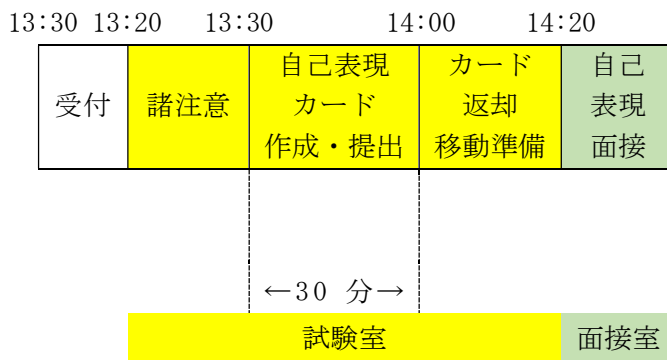 13:30 13:20 13:30 14:00 14:20
受付
諸注意
自己表現
カード
作成・提出
カード
返却
移動準備
自己
表現
面接
←30 分→
試験室
面接室